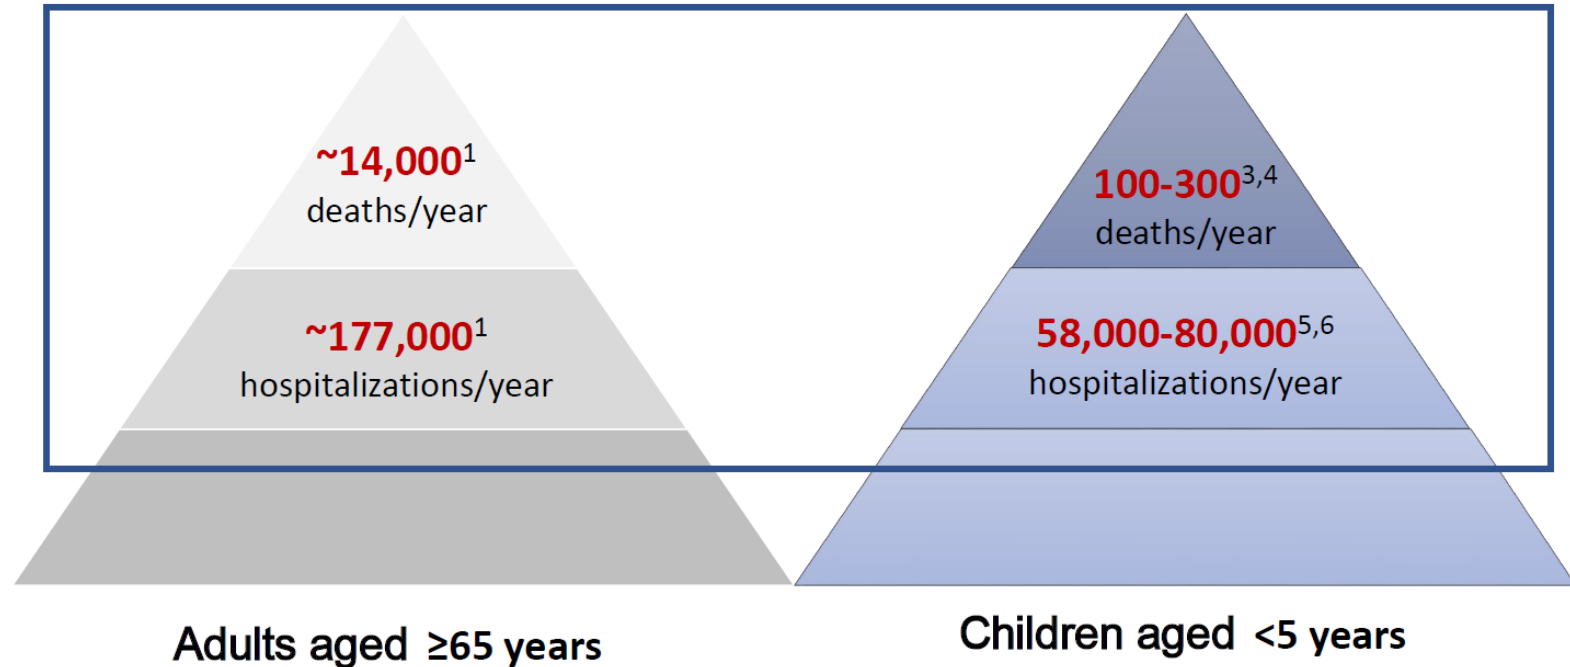 ~14,000¹
deaths/year
~177,000¹
hospitalizations/year
Adults aged ≥65 years
100-300³,⁴
deaths/year
58,000-80,000⁵,⁶
hospitalizations/year
Children aged <5 years